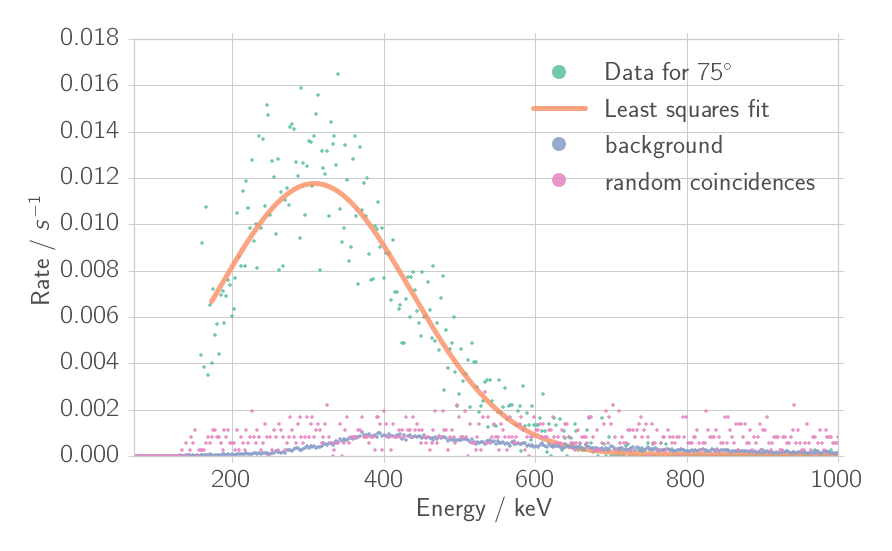 0.018
0.016
0.014
0.012
0.010
0.008
0.006
0.004
0.002
0.000
Rate / s⁻¹
Data for 75°
Least squares fit
background
random coincidences
200
400
600
800
1000
Energy / keV